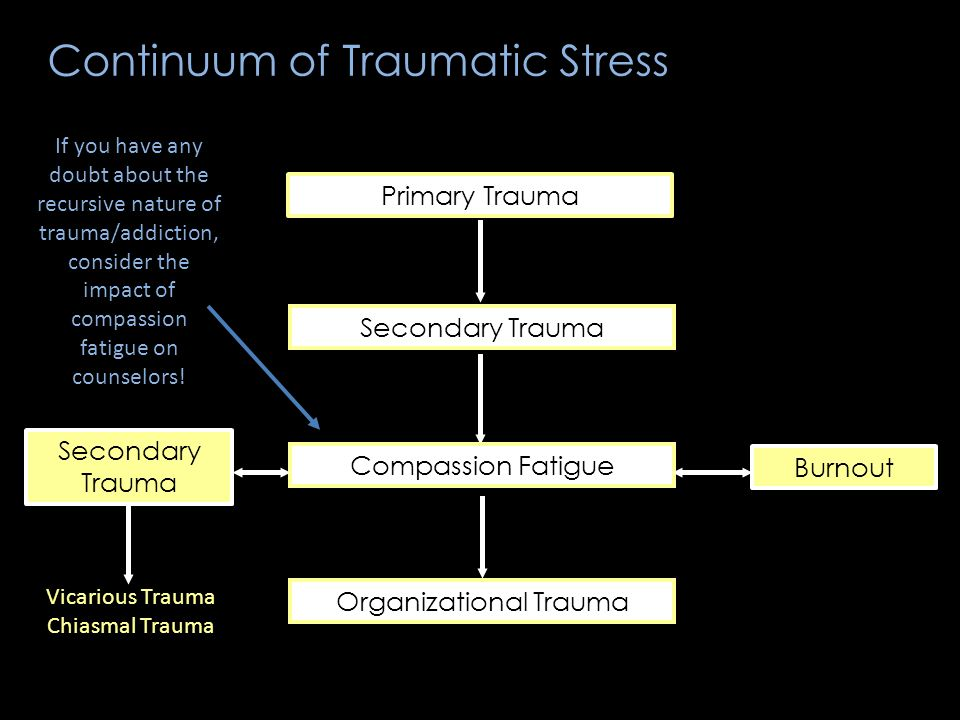 Continuum of Traumatic Stress
If you have any
doubt about the
recursive nature of
trauma/addiction,
consider the
impact of
compassion
fatigue on
counselors!
Primary Trauma
Secondary Trauma
Secondary
Trauma
Compassion Fatigue
Burnout
Vicarious Trauma
Chiasmal Trauma
Organizational Trauma